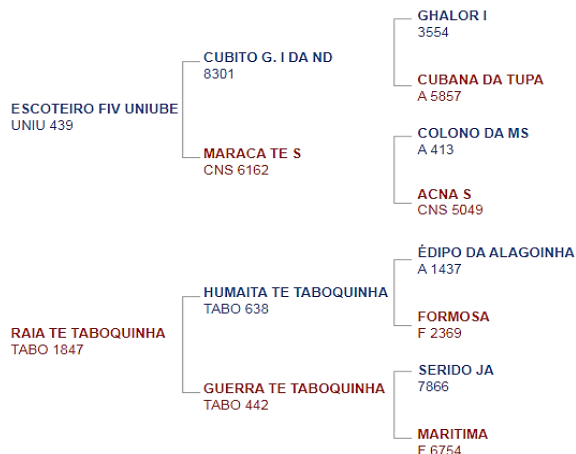 GHALOR I
3554
CUBITO G. I DA ND
8301
CUBANA DA TUPA
A 5857
ESCOTEIRO FIV UNIUBE
UNIU 439
COLONO DA MS
A 413
MARACA TE S
CNS 6162
ACNA S
CNS 5049
ÉDIPO DA ALAGOINHA
A 1437
HUMAITA TE TABOQUINHA
TABO 638
FORMOSA
F 2369
RAIA TE TABOQUINHA
TABO 1847
SERIDO JA
7866
GUERRA TE TABOQUINHA
TABO 442
MARITIMA
F 6754